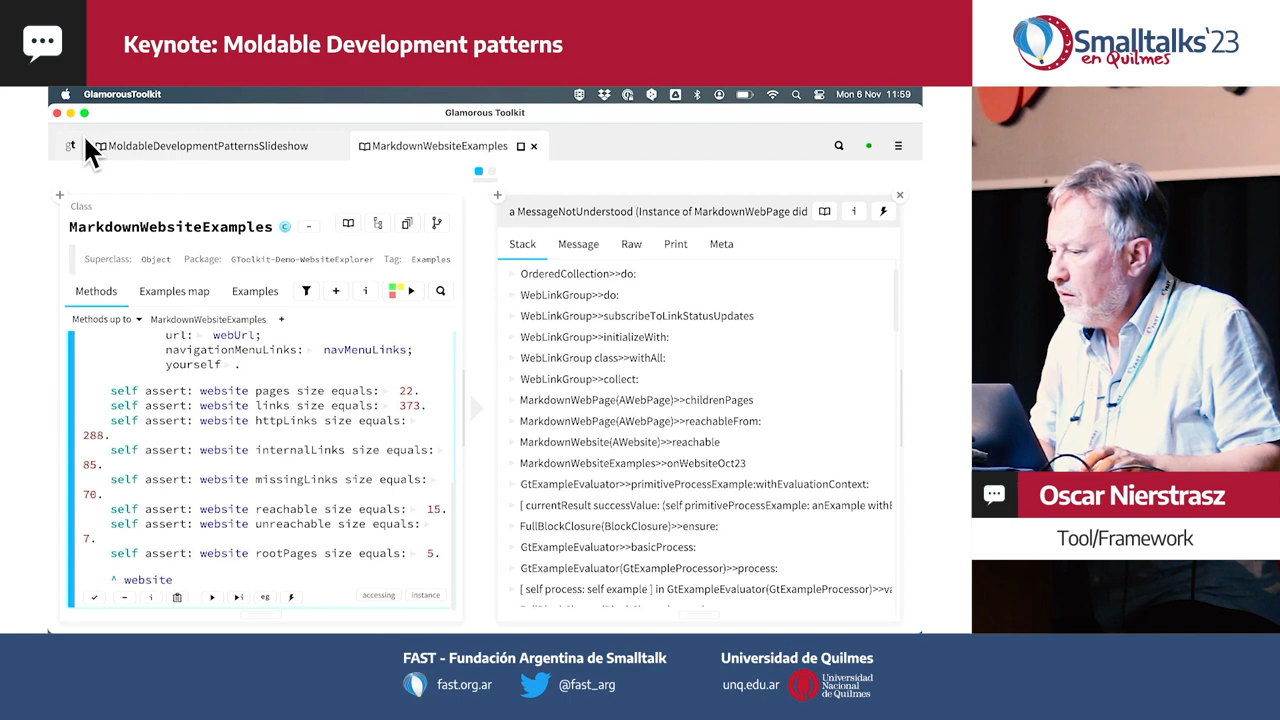 Keynote: Moldable Development patterns
Smalltalks'23
en Quilmes
GlamorousToolkit
Mon 6 Nov 11:59
Glamorous Toolkit
gt
MoldableDevelopmentPatternsSlideshow
MarkdownWebsiteExamples
Class
MarkdownWebsiteExamples
Superclass: Object Package: GToolkit-Demo-WebsiteExplorer Tag: Examples
Methods Examples map Examples
Methods up to MarkdownWebsiteExamples +
url: webUrl;
navigationMenuLinks: navMenuLinks;
yourself .
self assert: website pages size equals: 22.
self assert: website links size equals: 373.
self assert: website httpLinks size equals:
288.
self assert: website internalLinks size equals:
85.
self assert: website missingLinks size equals:
70.
self assert: website reachable size equals: 15.
self assert: website unreachable size equals:
7.
self assert: website rootPages size equals: 5.
^ website
eg
accessing instance
a MessageNotUnderstood (Instance of MarkdownWebPage did
Stack Message Raw Print Meta
OrderedCollection>>do:
WebLinkGroup>>do:
WebLinkGroup>>subscribeToLinkStatusUpdates
WebLinkGroup>>initializeWith:
WebLinkGroup class>>withAll:
WebLinkGroup>>collect:
MarkdownWebPage(AWebPage)>>childrenPages
MarkdownWebPage(AWebPage)>>reachableFrom:
MarkdownWebsite(AWebsite)>>reachable
MarkdownWebsiteExamples>>onWebsiteOct23
GtExampleEvaluator>>primitiveProcessExample:withEvaluationContext:
[ currentResult successValue: (self primitiveProcessExample: anExample withE
FullBlockClosure(BlockClosure)>>ensure:
GtExampleEvaluator>>basicProcess:
GtExampleEvaluator(GtExampleProcessor)>>process:
[ self process: self example ] in GtExampleEvaluator(GtExampleProcessor)>>va
Oscar Nierstrasz
Tool/Framework
FAST - Fundación Argentina de Smalltalk
fast.org.ar
@fast_arg
Universidad de Quilmes
unq.edu.ar
Universidad
Nacional
de Quilmes